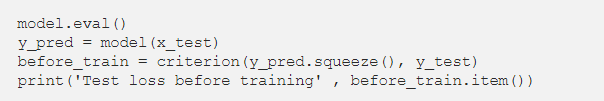 model.eval()
y_pred = model(x_test)
before_train = criterion(y_pred.squeeze(), y_test)
print('Test loss before training' , before_train.item())